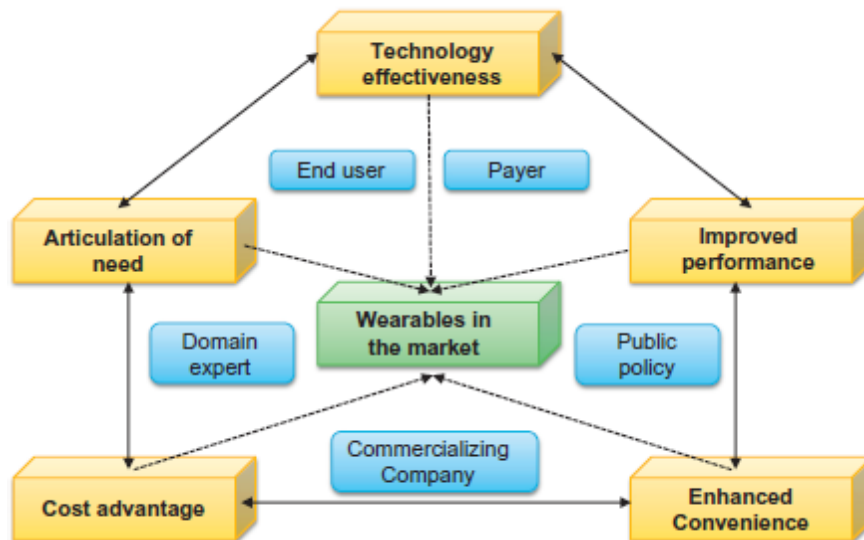 Technology
effectiveness
End user
Payer
Articulation of
need
Improved
performance
Wearables in
the market
Domain
expert
Public
policy
Commercializing
Company
Cost advantage
Enhanced
Convenience